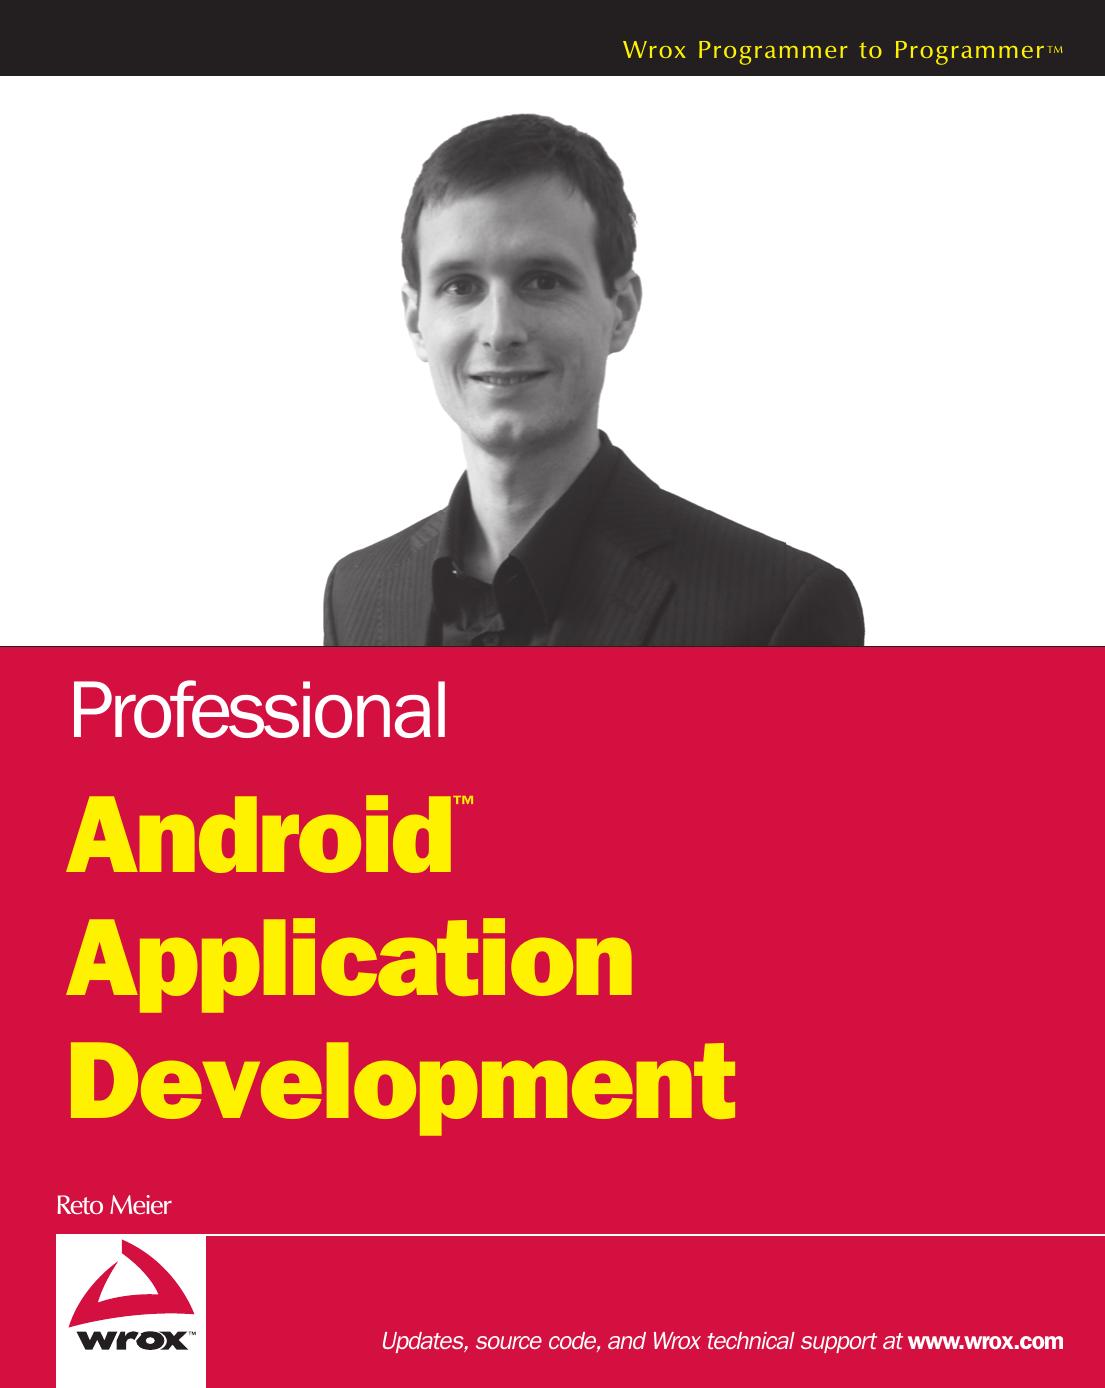 Wrox Programmer to Programmer™
Professional
Android™
Application
Development
Reto Meier
wrox™
Updates, source code, and Wrox technical support at www.wrox.com